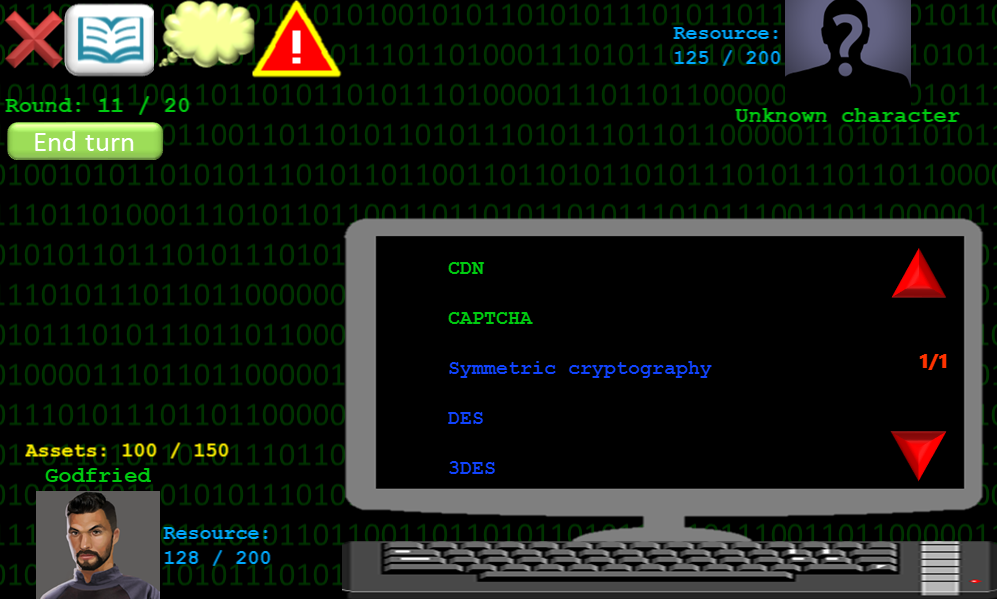 Resource:
125 / 200
Unknown character
Round: 11 / 20
End turn
CDN
CAPTCHA
Symmetric cryptography
1/1
DES
3DES
Assets: 100 / 150
Godfried
Resource:
128 / 200